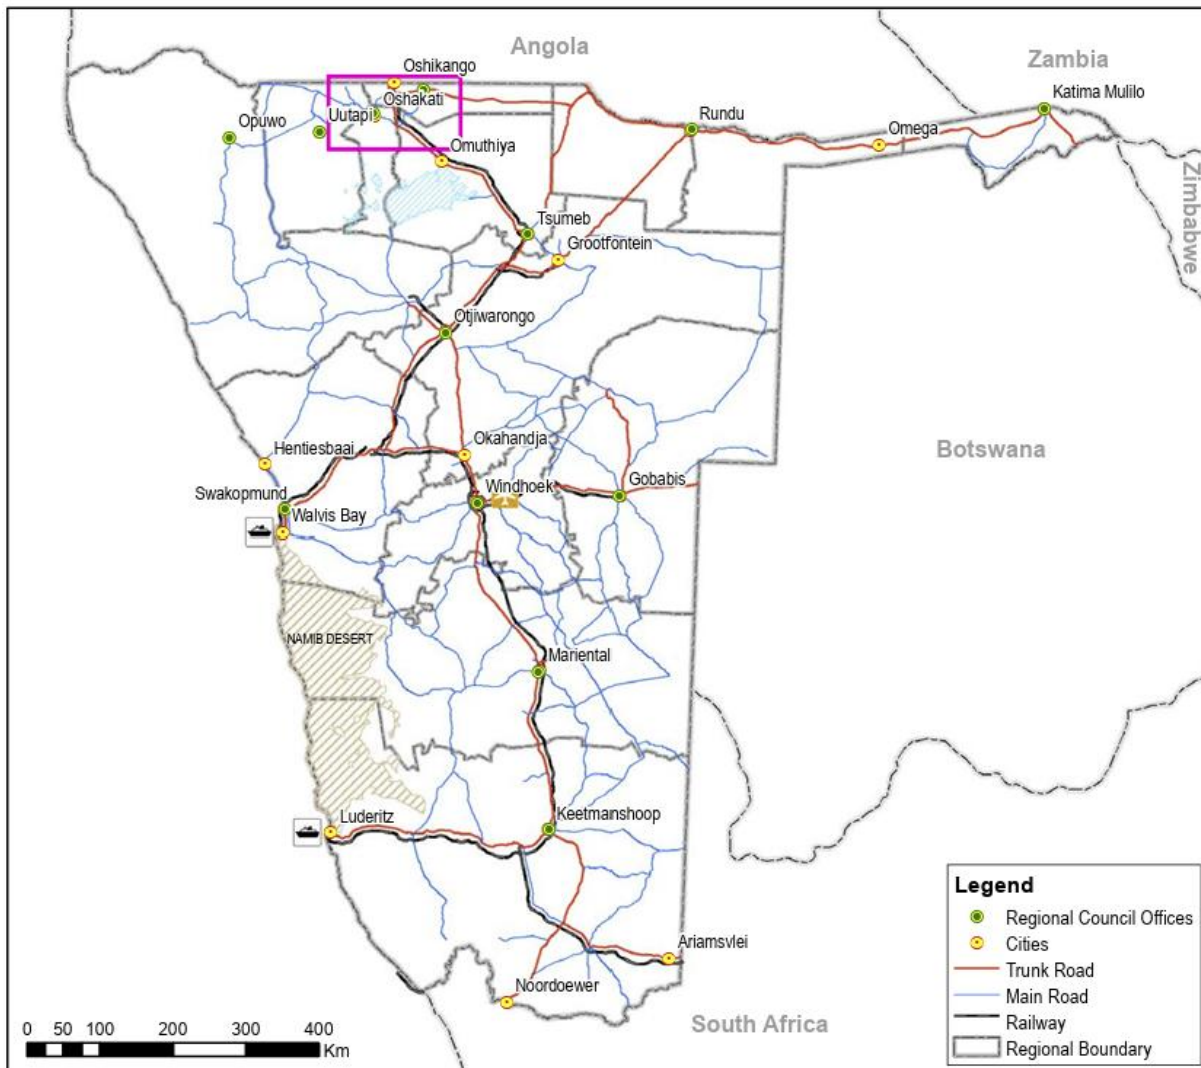 Angola
Zambia
Oshikango
Katima Mulilo
Oshakati
Opuwo
Uutapi
Rundu
Omega
Omuthiya
Zimbabwe
Tsumeb
Grootfontein
Otjiwarongo
Hentiesbaai
Okahandja
Botswana
Swakopmund
Windhoek
Gobabis
Walvis Bay
NAMIB DESERT
Mariental
Luderitz
Keetmanshoop
Ariamsvlei
Noordoewer
South Africa
Legend
Regional Council Offices
Cities
Trunk Road
Main Road
Railway
Regional Boundary
0 50 100 200 300 400
Km